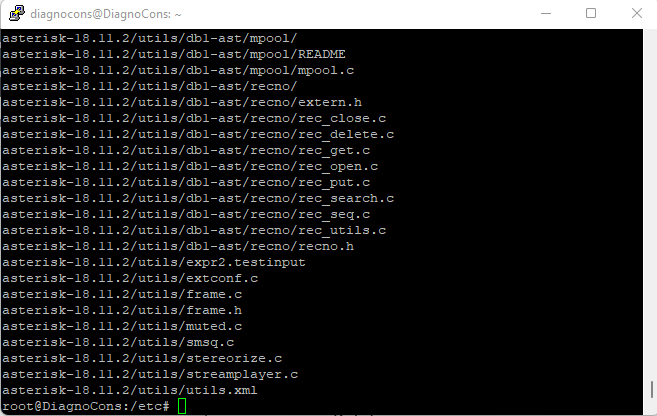 diagnocons@DiagnoCons: ~
asterisk-18.11.2/utils/db1-ast/mpool/
asterisk-18.11.2/utils/db1-ast/mpool/README
asterisk-18.11.2/utils/db1-ast/mpool/mpool.c
asterisk-18.11.2/utils/db1-ast/recno/
asterisk-18.11.2/utils/db1-ast/recno/extern.h
asterisk-18.11.2/utils/db1-ast/recno/rec_close.c
asterisk-18.11.2/utils/db1-ast/recno/rec_delete.c
asterisk-18.11.2/utils/db1-ast/recno/rec_get.c
asterisk-18.11.2/utils/db1-ast/recno/rec_open.c
asterisk-18.11.2/utils/db1-ast/recno/rec_put.c
asterisk-18.11.2/utils/db1-ast/recno/rec_search.c
asterisk-18.11.2/utils/db1-ast/recno/rec_seq.c
asterisk-18.11.2/utils/db1-ast/recno/rec_utils.c
asterisk-18.11.2/utils/db1-ast/recno/recno.h
asterisk-18.11.2/utils/expr2.testinput
asterisk-18.11.2/utils/extconf.c
asterisk-18.11.2/utils/frame.c
asterisk-18.11.2/utils/frame.h
asterisk-18.11.2/utils/muted.c
asterisk-18.11.2/utils/smsq.c
asterisk-18.11.2/utils/stereorize.c
asterisk-18.11.2/utils/streamplayer.c
asterisk-18.11.2/utils/utils.xml
root@DiagnoCons:/etc#